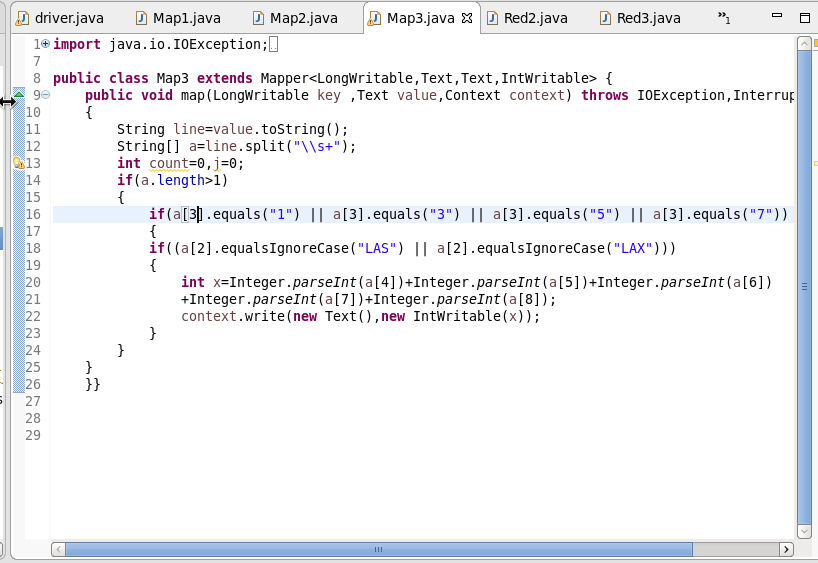 driver.java Map1.java Map2.java Map3.java Red2.java Red3.java »1
1 import java.io.IOException;
7
8 public class Map3 extends Mapper<LongWritable,Text,Text,IntWritable> {
9 public void map(LongWritable key ,Text value,Context context) throws IOException,Interrup
10 {
11 String line=value.toString();
12 String[] a=line.split("\\s+");
13 int count=0,j=0;
14 if(a.length>1)
15 {
16 if(a[3].equals("1") || a[3].equals("3") || a[3].equals("5") || a[3].equals("7"))
17 {
18 if((a[2].equalsIgnoreCase("LAS") || a[2].equalsIgnoreCase("LAX")))
19 {
20 int x=Integer.parseInt(a[4])+Integer.parseInt(a[5])+Integer.parseInt(a[6])
21 +Integer.parseInt(a[7])+Integer.parseInt(a[8]);
22 context.write(new Text(),new IntWritable(x));
23 }
24 }
25 }
26 }}
27
28
29